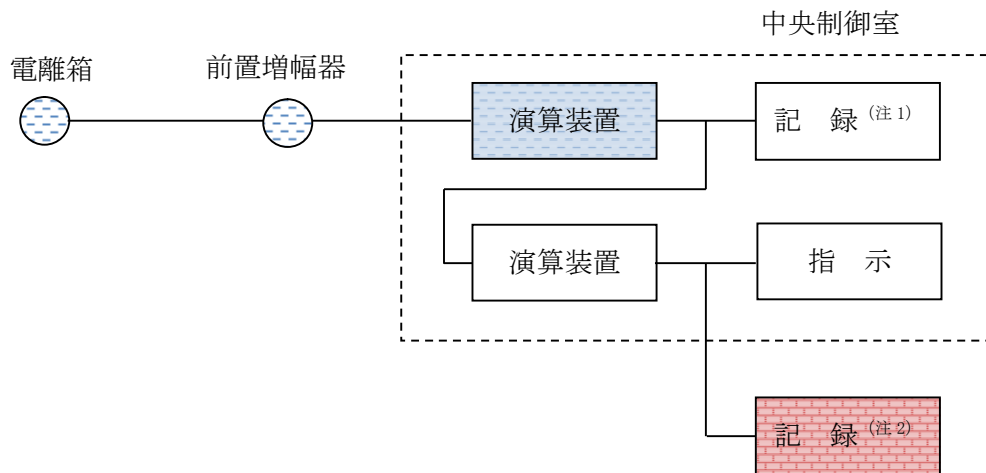 中央制御室
電離箱
前置増幅器
演算装置
記　録(注1)
演算装置
指　示
記　録(注2)